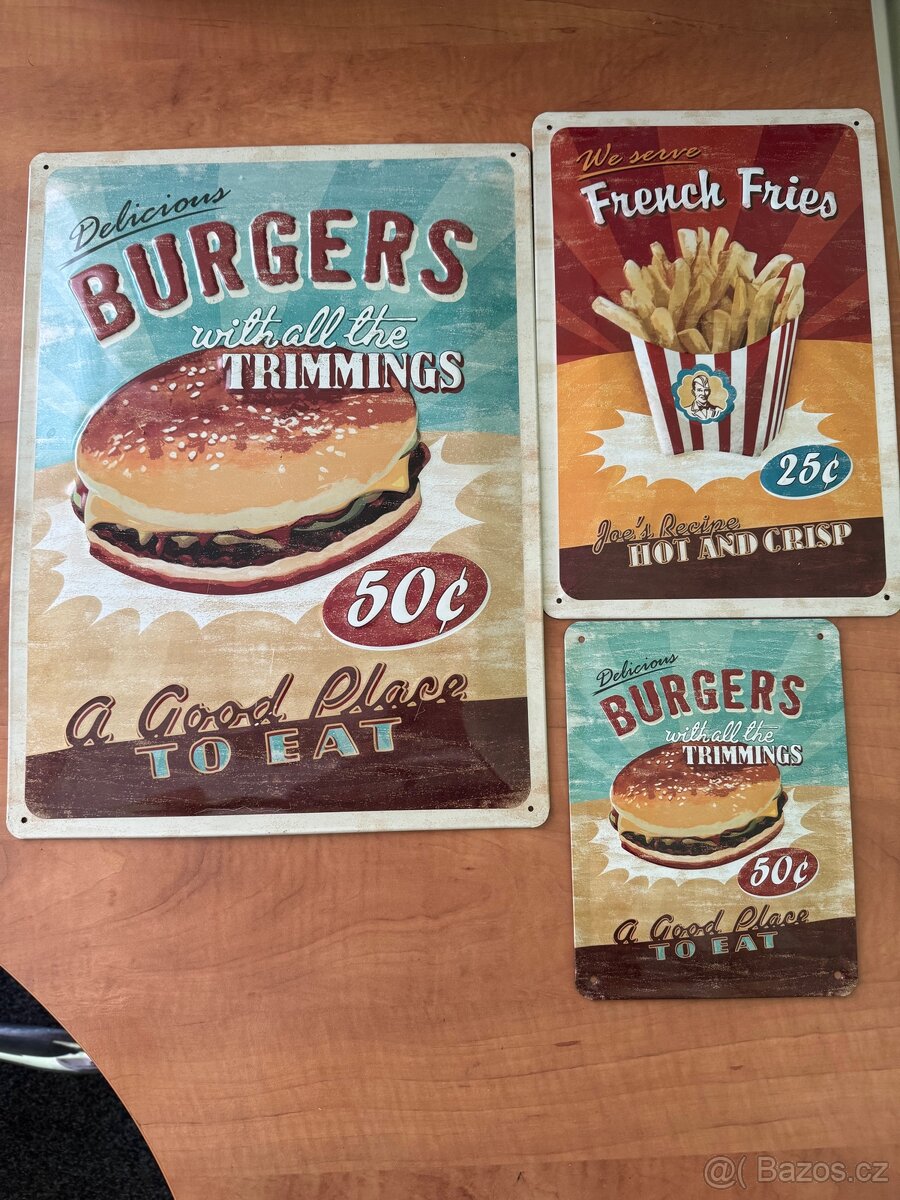 Delicious
BURGERS
with all the
TRIMMINGS
50¢
a Good Place
TO EAT
We serve
French Fries
25¢
Joe's Recipe
HOT AND CRISP
Delicious
BURGERS
with all the
TRIMMINGS
50¢
a Good Place
TO EAT
@( Bazos.cz